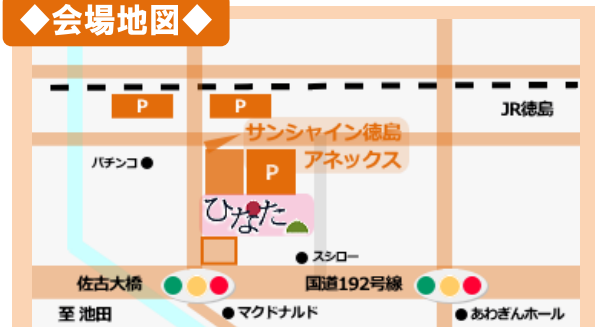 ◆会場地図◆
P
P
JR徳島
サンシャイン徳島
アネックス
パチンコ●
P
ひなた
●スシロー
佐古大橋
国道192号線
至 池田
●マクドナルド
●あわぎんホール